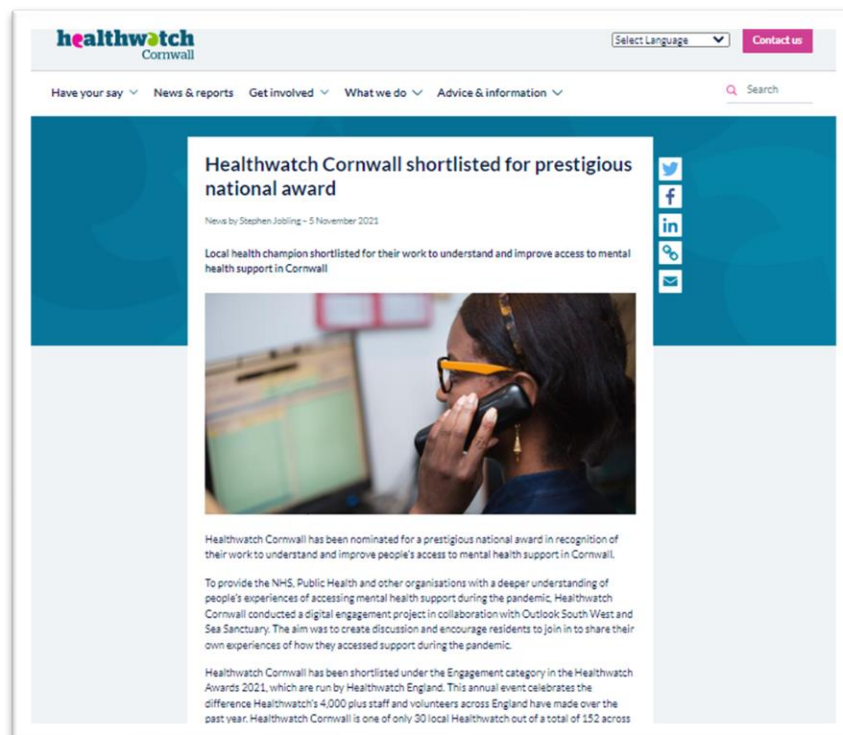 healthwatch
Cornwall
Select Language
Contact us
Have your say
News & reports
Get involved
What we do
Advice & information
Search
Healthwatch Cornwall shortlisted for prestigious
national award
News by Stephen Jobling – 5 November 2021
Local health champion shortlisted for their work to understand and improve access to mental
health support in Cornwall
Healthwatch Cornwall has been nominated for a prestigious national award in recognition of
their work to understand and improve people's access to mental health support in Cornwall.
To provide the NHS, Public Health and other organisations with a deeper understanding of
people's experiences of accessing mental health support during the pandemic, Healthwatch
Cornwall conducted a digital engagement project in collaboration with Outlook South West and
Sea Sanctuary. The aim was to create discussion and encourage residents to join in to share their
own experiences of how they accessed support during the pandemic.
Healthwatch Cornwall has been shortlisted under the Engagement category in the Healthwatch
Awards 2021, which are run by Healthwatch England. This annual event celebrates the
difference Healthwatch's 4,000 plus staff and volunteers across England have made over the
past year. Healthwatch Cornwall is one of only 30 local Healthwatch out of a total of 152 across